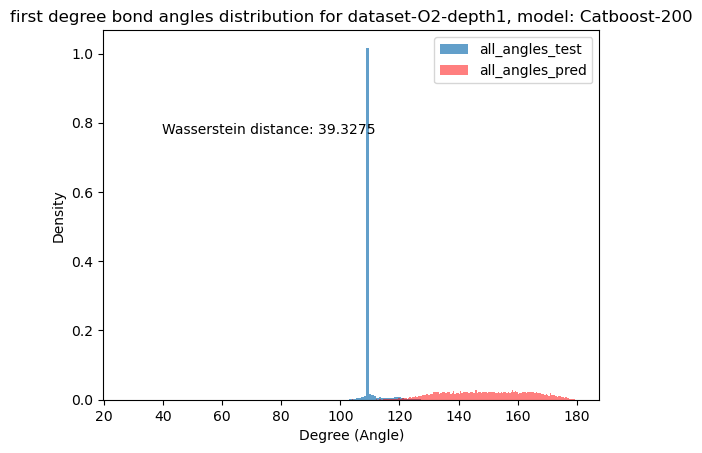 first degree bond angles distribution for dataset-O2-depth1, model: Catboost-200
all_angles_test
all_angles_pred
Wasserstein distance: 39.3275
Density
1.0
0.8
0.6
0.4
0.2
0.0
20 40 60 80 100 120 140 160 180
Degree (Angle)